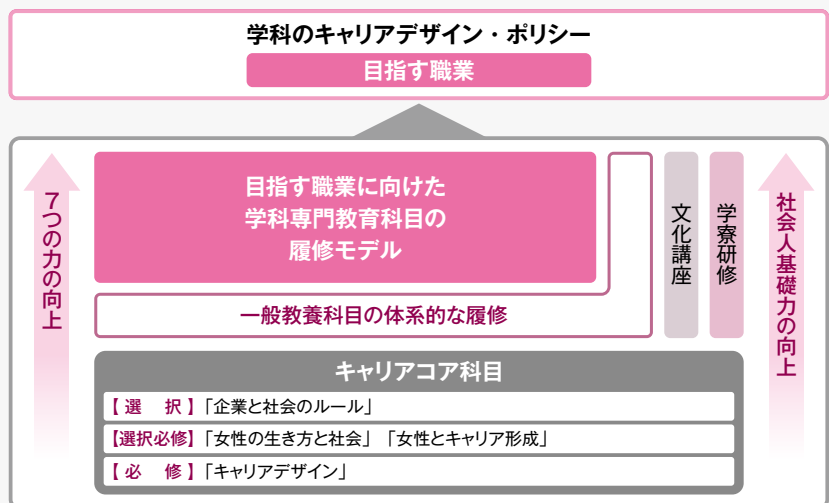 学科のキャリアデザイン・ポリシー
目指す職業
7つの力の向上
目指す職業に向けた
学科専門教育科目の
履修モデル
一般教養科目の体系的な履修
文化講座
学寮研修
社会人基礎力の向上
キャリアコア科目
【 選　択 】「企業と社会のルール」
【選択必修】「女性の生き方と社会」「女性とキャリア形成」
【 必　修 】「キャリアデザイン」